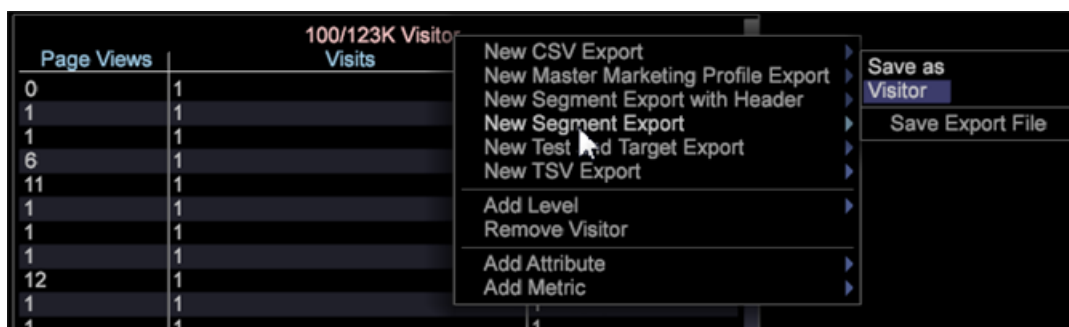 100/123K Visitor
Page Views Visits
0 1
1 1
1 1
6 1
11 1
1 1
1 1
1 1
12 1
1 1
New CSV Export
New Master Marketing Profile Export
New Segment Export with Header
New Segment Export
New Test and Target Export
New TSV Export
Add Level
Remove Visitor
Add Attribute
Add Metric
Save as
Visitor
Save Export File